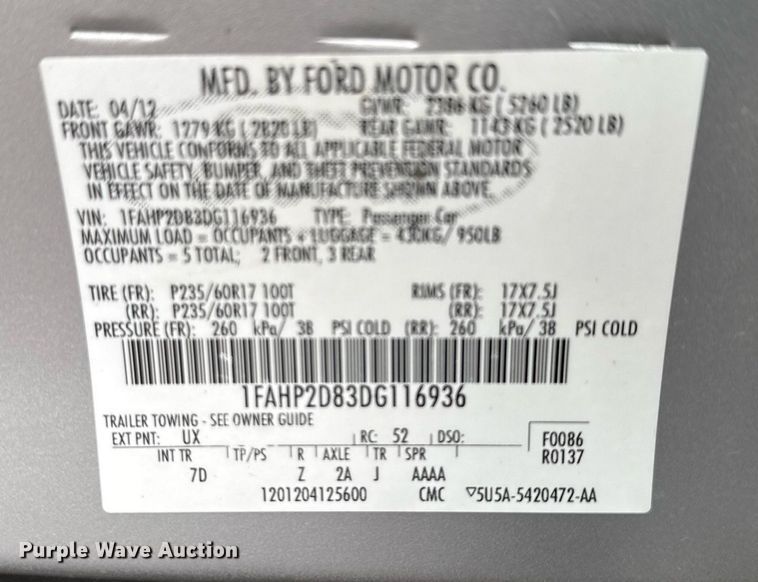 MFD. BY FORD MOTOR CO.
DATE: 04/12 GVWR: 2386 KG ( 5260 LB)
FRONT GAWR: 1279 KG ( 2820 LB) REAR GAWR: 1143 KG ( 2520 LB)
THIS VEHICLE CONFORMS TO ALL APPLICABLE FEDERAL MOTOR
VEHICLE SAFETY, BUMPER, AND THEFT PREVENTION STANDARDS
IN EFFECT ON THE DATE OF MANUFACTURE SHOWN ABOVE.
VIN: 1FAHP2D83DG116936 TYPE: Passenger Car
MAXIMUM LOAD = OCCUPANTS + LUGGAGE = 430KG/ 950LB
OCCUPANTS = 5 TOTAL; 2 FRONT, 3 REAR
TIRE (FR): P235/60R17 100T RIMS (FR): 17X7.5J
(RR): P235/60R17 100T (RR): 17X7.5J
PRESSURE (FR): 260 kPa/ 38 PSI COLD (RR): 260 kPa/ 38 PSI COLD
1FAHP2D83DG116936
TRAILER TOWING - SEE OWNER GUIDE
EXT PNT: UX RC: 52 DSO: F0086
INT TR TP/PS R AXLE TR SPR R0137
7D Z 2A J AAAA
1201204125600 CMC ▽5U5A-5420472-AA
Purple Wave Auction